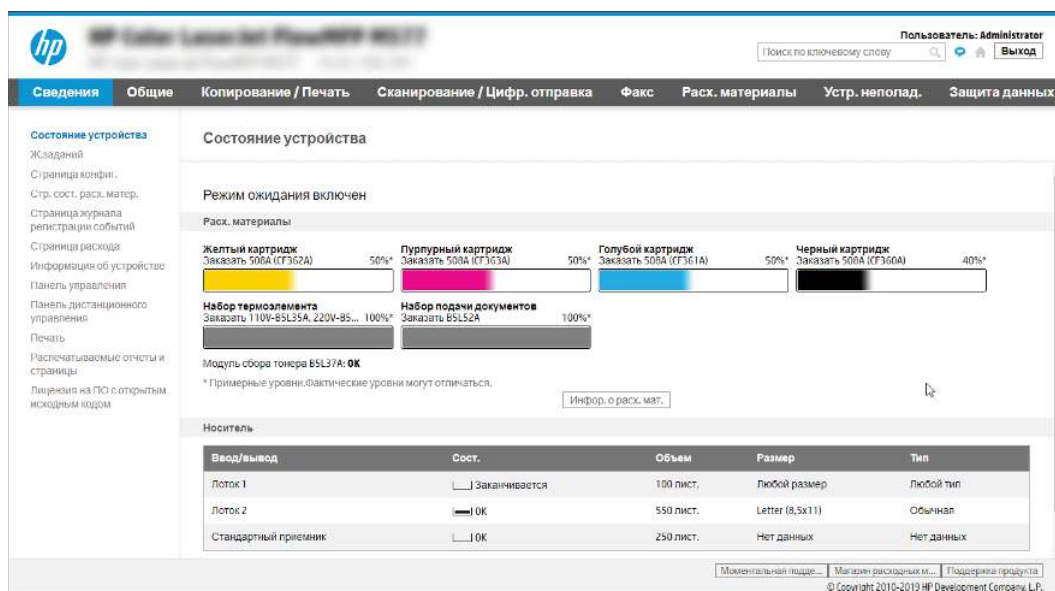 hp
Пользователь: Administrator
Поиск по ключевому слову
Выход
Сведения Общие Копирование / Печать Сканирование / Цифр. отправка Факс Расх. материалы Устр. неполад. Защита данных
Состояние устройства
Ж.заданий
Страница конфиг.
Стр. сост. расх. матер.
Страница журнала
регистрации событий
Страница расхода
Информация об устройстве
Панель управления
Панель дистанционного
управления
Печать
Распечатываемые отчеты и
страницы
Лицензия на ПО с открытым
исходным кодом
Состояние устройства
Режим ожидания включен
Расх. материалы
Желтый картридж
Заказать 508A (CF362A) 50%*
Пурпурный картридж
Заказать 508A (CF363A) 50%*
Голубой картридж
Заказать 508A (CF361A) 50%*
Черный картридж
Заказать 508A (CF360A) 40%*
Набор термоэлемента
Заказать 110V-B5L35A, 220V-B5... 100%*
Набор подачи документов
Заказать B5L52A 100%*
Модуль сбора тонера B5L37A: OK
* Примерные уровни.Фактические уровни могут отличаться.
Инфор. о расх. мат.
Носитель
Ввод/вывод Сост. Объем Размер Тип
Лоток 1 Заканчивается 100 лист. Любой размер Любой тип
Лоток 2 OK 550 лист. Letter (8,5x11) Обычная
Стандартный приемник OK 250 лист. Нет данных Нет данных
Моментальная подде... Магазин расходных м... Поддержка продукта
© Copyright 2010-2019 HP Development Company, L.P.